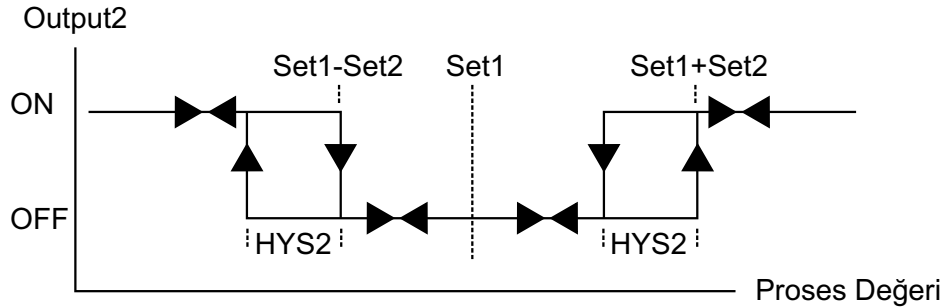 Output2
Set1-Set2 Set1 Set1+Set2
ON
OFF
HYS2 HYS2
Proses Değeri